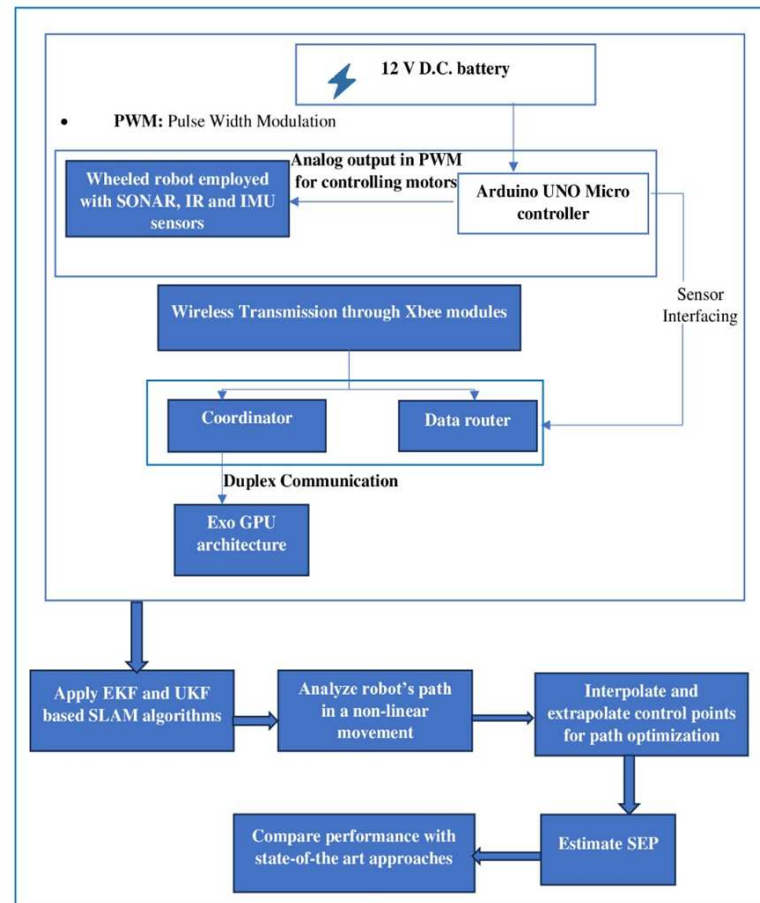 12 V D.C. battery
• PWM: Pulse Width Modulation
Analog output in PWM
for controlling motors
Wheeled robot employed
with SONAR, IR and IMU
sensors
Arduino UNO Micro
controller
Sensor
Interfacing
Wireless Transmission through Xbee modules
Coordinator
Data router
Duplex Communication
Exo GPU
architecture
Apply EKF and UKF
based SLAM algorithms
Analyze robot's path
in a non-linear
movement
Interpolate and
extrapolate control points
for path optimization
Compare performance with
state-of-the art approaches
Estimate SEP